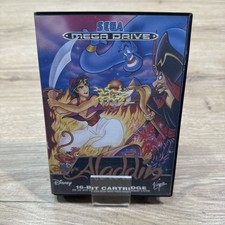 SEGA
MEGA DRIVE
Aladdin
Disney
Virgin
16-BIT CARTRIDGE